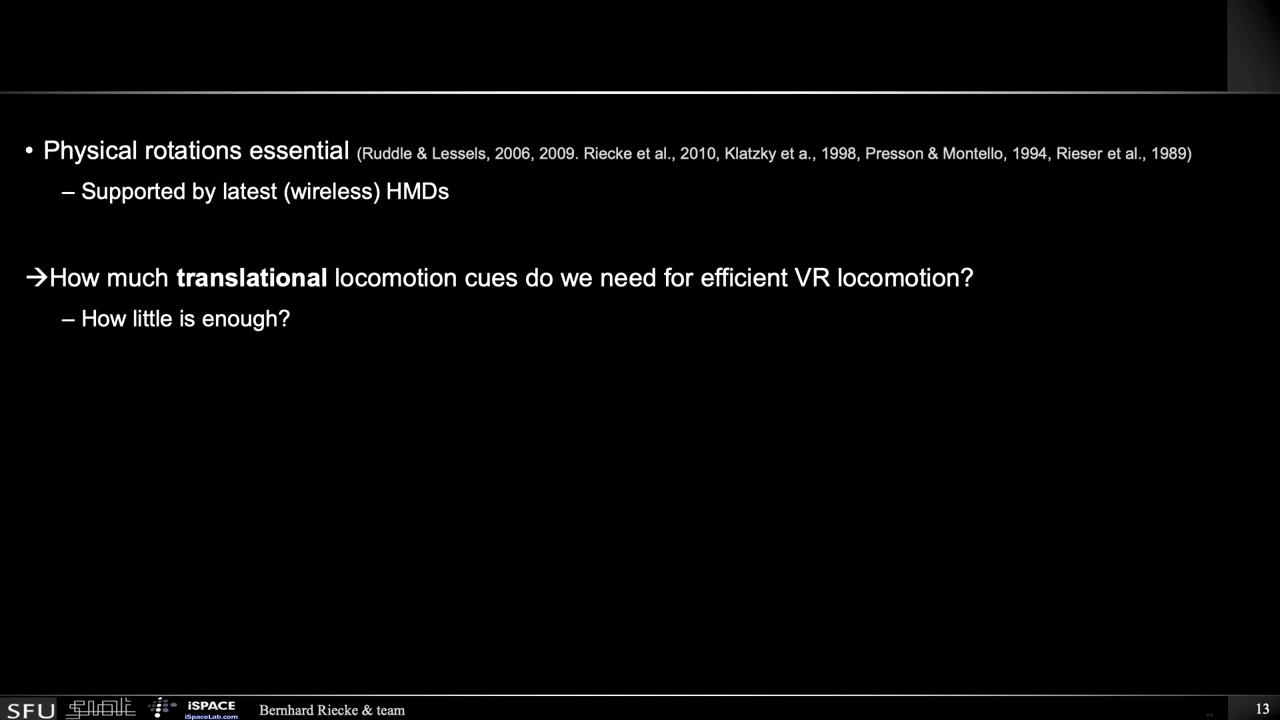 • Physical rotations essential (Ruddle & Lessels, 2006, 2009. Riecke et al., 2010, Klatzky et a., 1998, Presson & Montello, 1994, Rieser et al., 1989)
– Supported by latest (wireless) HMDs
→How much translational locomotion cues do we need for efficient VR locomotion?
– How little is enough?
SFU
iSPACE
iSpaceLab.com
Bernhard Riecke & team
13